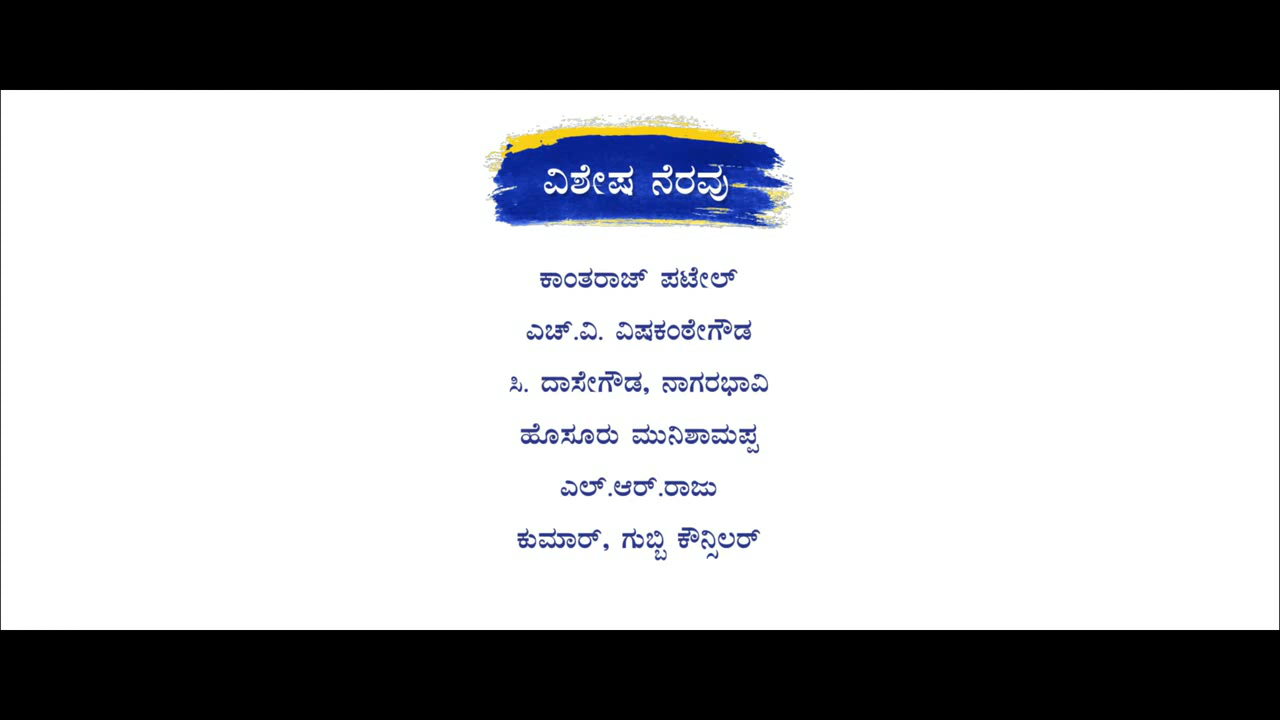 ವಿಶೇಷ ನೆರವು
ಕಾಂತರಾಜ್ ಪಟೇಲ್
ಎಚ್.ವಿ. ವಿಷಕಂಠೇಗೌಡ
ಸಿ. ದಾಸೇಗೌಡ, ನಾಗರಭಾವಿ
ಹೊಸೂರು ಮುನಿಶಾಮಪ್ಪ
ಎಲ್.ಆರ್.ರಾಜು
ಕುಮಾರ್, ಗುಬ್ಬಿ ಕೌನ್ಸಿಲರ್